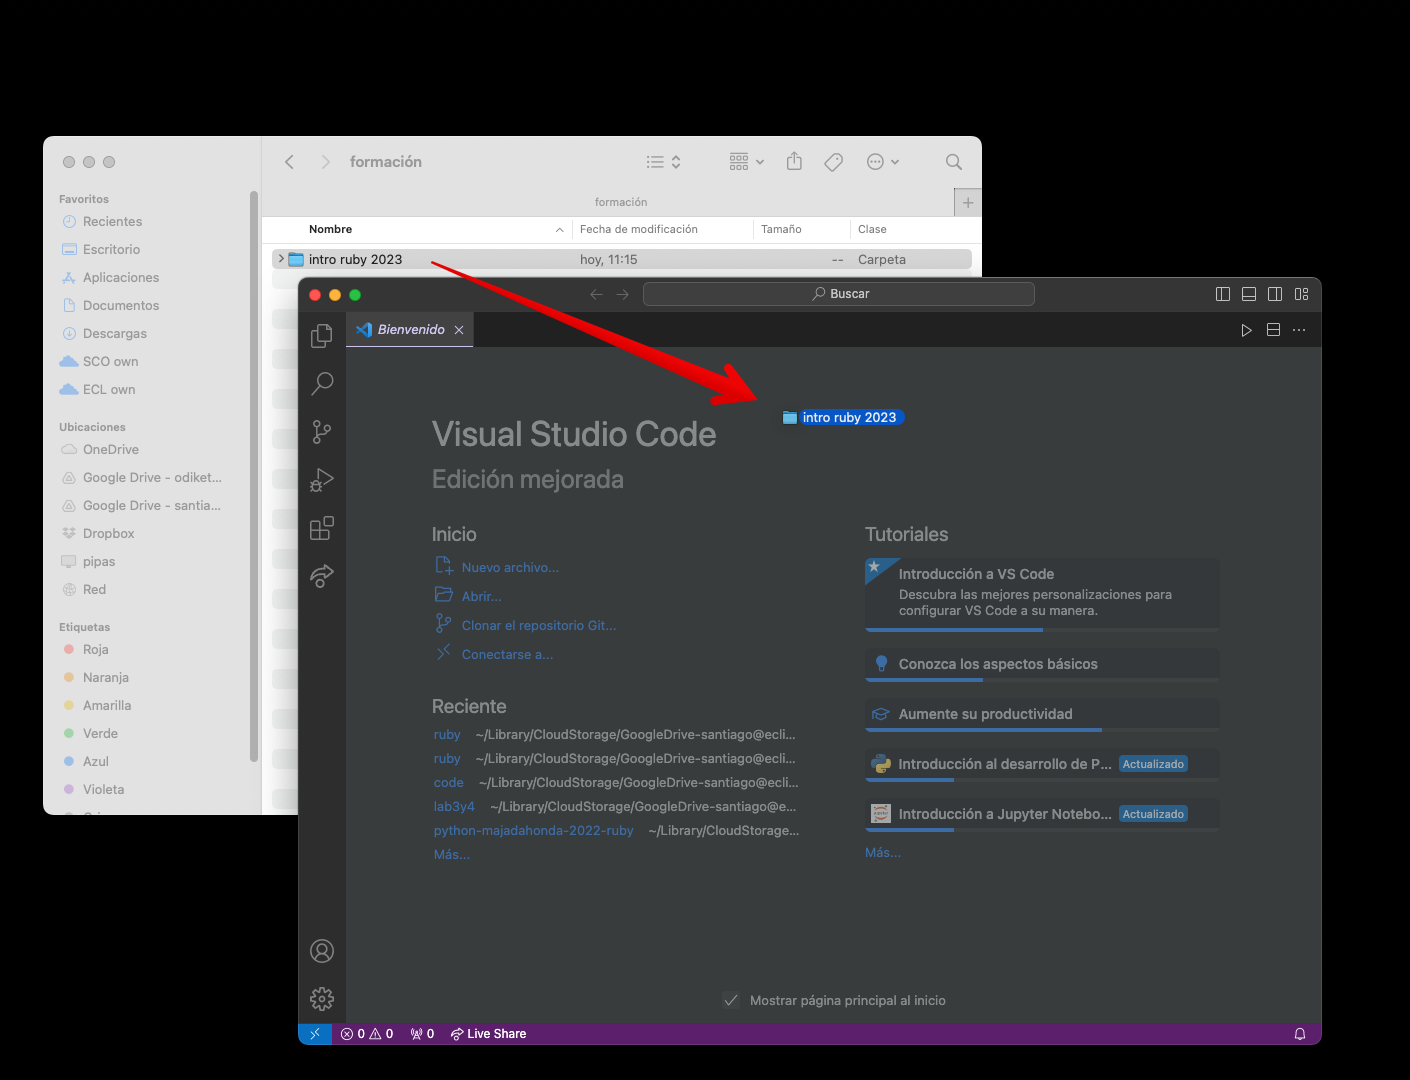 formación
formación
Favoritos
Recientes
Escritorio
Aplicaciones
Documentos
Descargas
SCO own
ECL own
Ubicaciones
OneDrive
Google Drive - odiket...
Google Drive - santia...
Dropbox
pipas
Red
Etiquetas
Roja
Naranja
Amarilla
Verde
Azul
Violeta
Nombre Fecha de modificación Tamaño Clase
intro ruby 2023 hoy, 11:15 -- Carpeta
Buscar
Bienvenido
intro ruby 2023
Visual Studio Code
Edición mejorada
Inicio
Nuevo archivo...
Abrir...
Clonar el repositorio Git...
Conectarse a...
Reciente
ruby ~/Library/CloudStorage/GoogleDrive-santiago@ecli...
ruby ~/Library/CloudStorage/GoogleDrive-santiago@ecli...
code ~/Library/CloudStorage/GoogleDrive-santiago@ecli...
lab3y4 ~/Library/CloudStorage/GoogleDrive-santiago@e...
python-majadahonda-2022-ruby ~/Library/CloudStorage...
Más...
Tutoriales
Introducción a VS Code
Descubra las mejores personalizaciones para
configurar VS Code a su manera.
Conozca los aspectos básicos
Aumente su productividad
Introducción al desarrollo de P... Actualizado
Introducción a Jupyter Notebo... Actualizado
Más...
Mostrar página principal al inicio
0 0 0 Live Share